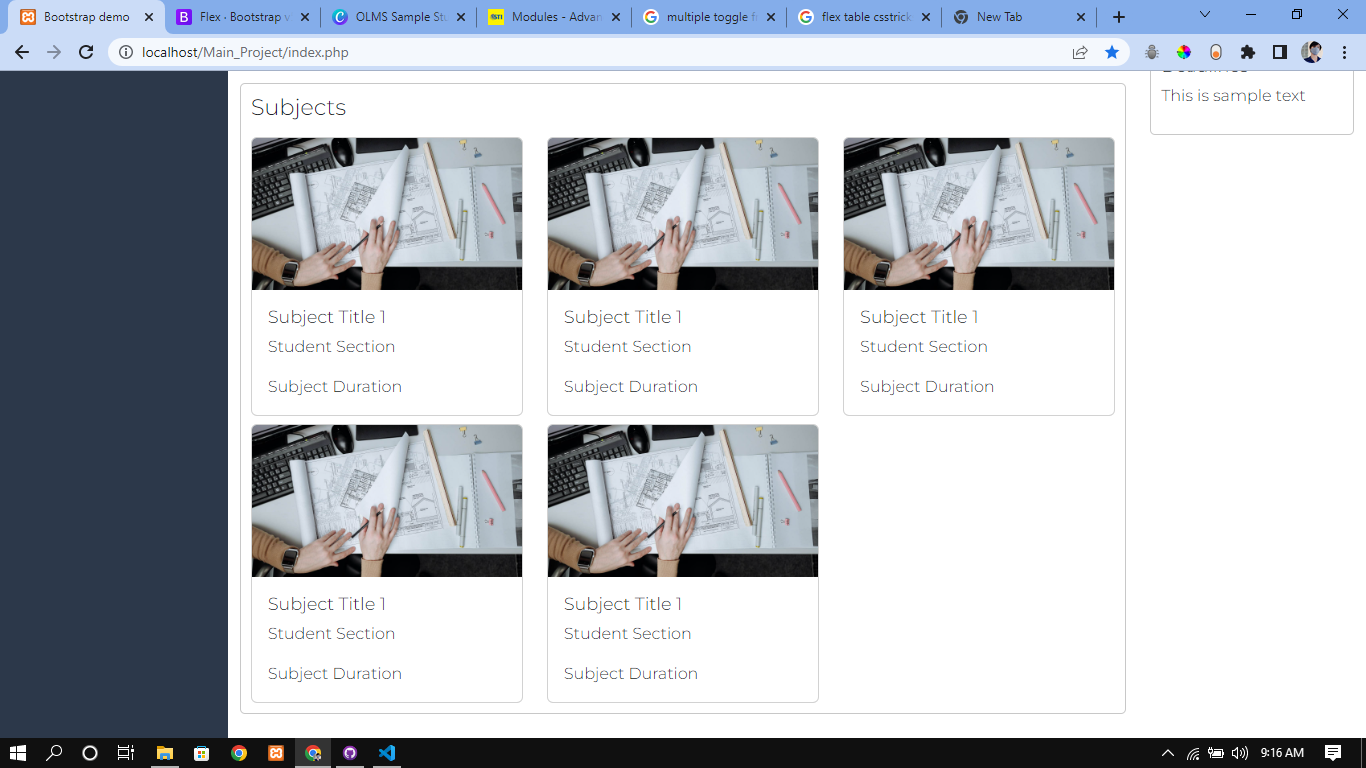 Bootstrap demo
Flex · Bootstrap v
OLMS Sample Stu
STI
Modules - Advan
multiple toggle f
flex table csstrick
New Tab
localhost/Main_Project/index.php
This is sample text
Subjects
Subject Title 1
Student Section
Subject Duration
Subject Title 1
Student Section
Subject Duration
Subject Title 1
Student Section
Subject Duration
Subject Title 1
Student Section
Subject Duration
Subject Title 1
Student Section
Subject Duration
9:16 AM